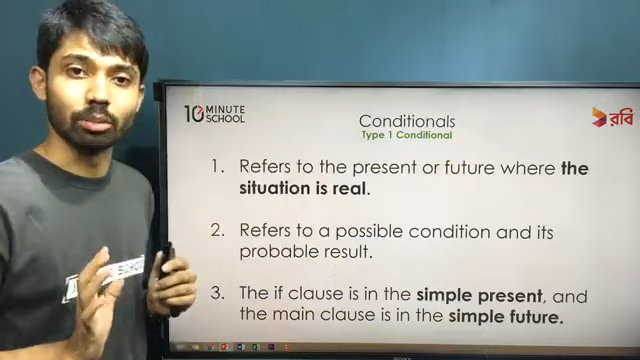 10 MINUTE
SCHOOL
রবি
Conditionals
Type 1 Conditional
1. Refers to the present or future where the
situation is real.
2. Refers to a possible condition and its
probable result.
3. The if clause is in the simple present, and
the main clause is in the simple future.